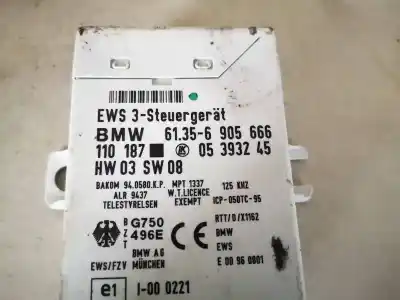 EWS 3-Steuergerät
BMW 61.35-6 905 666
110 187 05 3932 45
HW 03 SW 08
BAKOM 94.0580.K.P. MPT 1337 125 KHZ
ALR 9437 W.T.LICENCE
TELESTYRELSEN EXEMPT ICP-050TC-95
B Z T G750 496E RTT/D/X1162
CE BMW
BMW AG EWS
EWS/FZV MÜNCHEN E 00 96 0001
e1 I-00 0221